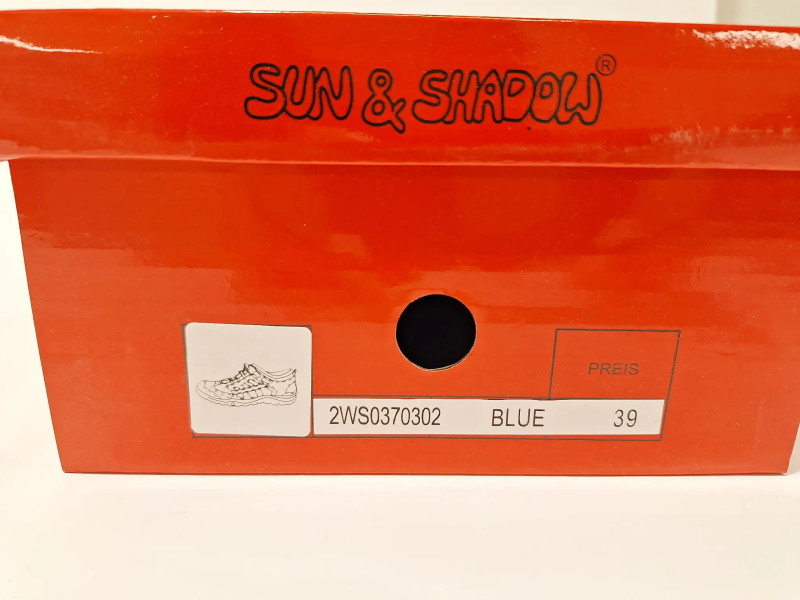 SUN & SHADOW®
PREIS
2WS0370302 BLUE 39